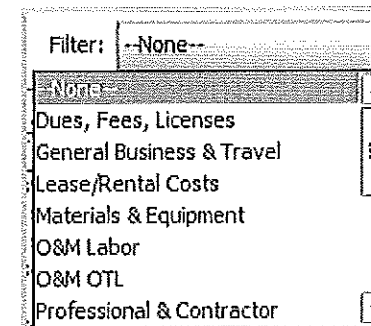 Filter: --None--
--None--
Dues, Fees, Licenses
General Business & Travel
Lease/Rental Costs
Materials & Equipment
O&M Labor
O&M OTL
Professional & Contractor